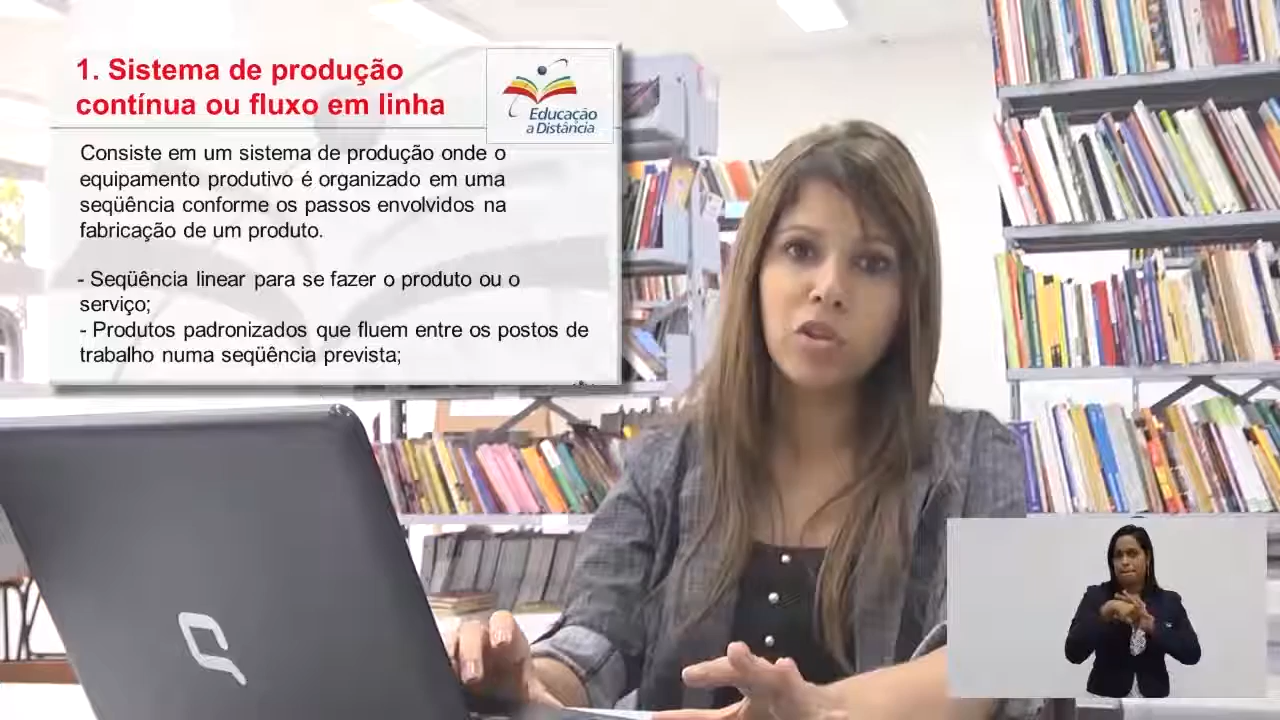 1. Sistema de produção
contínua ou fluxo em linha
Educação
a Distância
Consiste em um sistema de produção onde o
equipamento produtivo é organizado em uma
seqüência conforme os passos envolvidos na
fabricação de um produto.
- Seqüência linear para se fazer o produto ou o
serviço;
- Produtos padronizados que fluem entre os postos de
trabalho numa seqüência prevista;